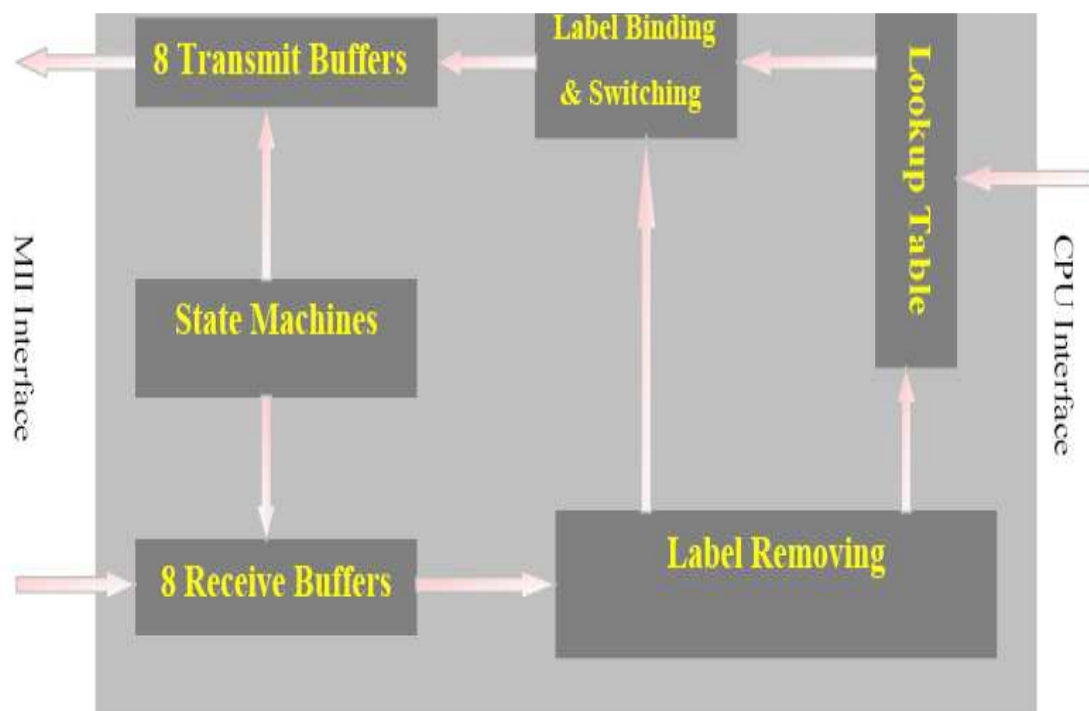 Label Binding
& Switching
8 Transmit Buffers
Lookup Table
MII Interface
State Machines
CPU Interface
8 Receive Buffers
Label Removing